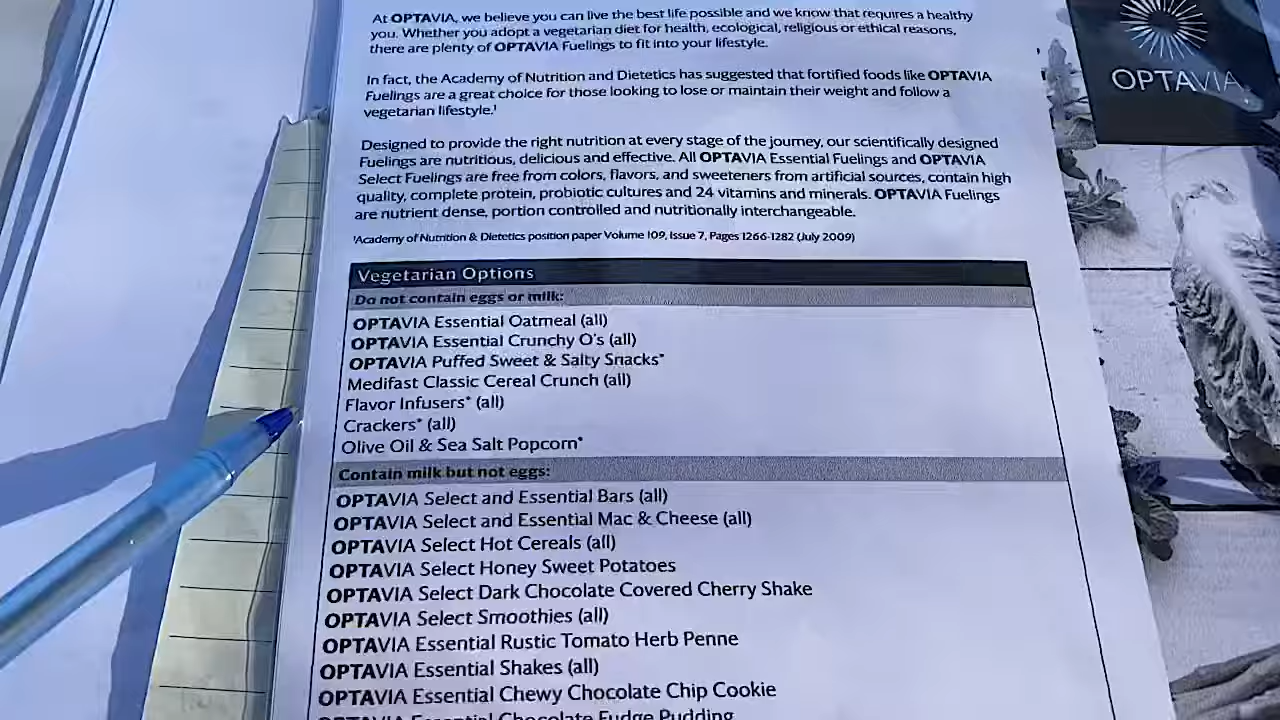 At OPTAVIA, we believe you can live the best life possible and we know that requires a healthy
you. Whether you adopt a vegetarian diet for health, ecological, religious or ethical reasons,
there are plenty of OPTAVIA Fuelings to fit into your lifestyle.
In fact, the Academy of Nutrition and Dietetics has suggested that fortified foods like OPTAVIA
Fuelings are a great choice for those looking to lose or maintain their weight and follow a
vegetarian lifestyle.¹
Designed to provide the right nutrition at every stage of the journey, our scientifically designed
Fuelings are nutritious, delicious and effective. All OPTAVIA Essential Fuelings and OPTAVIA
Select Fuelings are free from colors, flavors, and sweeteners from artificial sources, contain high
quality, complete protein, probiotic cultures and 24 vitamins and minerals. OPTAVIA Fuelings
are nutrient dense, portion controlled and nutritionally interchangeable.
¹Academy of Nutrition & Dietetics position paper Volume 109, Issue 7, Pages 1266-1282 (July 2009)
Vegetarian Options
Do not contain eggs or milk:
OPTAVIA Essential Oatmeal (all)
OPTAVIA Essential Crunchy O's (all)
OPTAVIA Puffed Sweet & Salty Snacks*
Medifast Classic Cereal Crunch (all)
Flavor Infusers* (all)
Crackers* (all)
Olive Oil & Sea Salt Popcorn*
Contain milk but not eggs:
OPTAVIA Select and Essential Bars (all)
OPTAVIA Select and Essential Mac & Cheese (all)
OPTAVIA Select Hot Cereals (all)
OPTAVIA Select Honey Sweet Potatoes
OPTAVIA Select Dark Chocolate Covered Cherry Shake
OPTAVIA Select Smoothies (all)
OPTAVIA Essential Rustic Tomato Herb Penne
OPTAVIA Essential Shakes (all)
OPTAVIA Essential Chewy Chocolate Chip Cookie
OPTAVIA Essential Chocolate Fudge Pudding
OPTAVIA